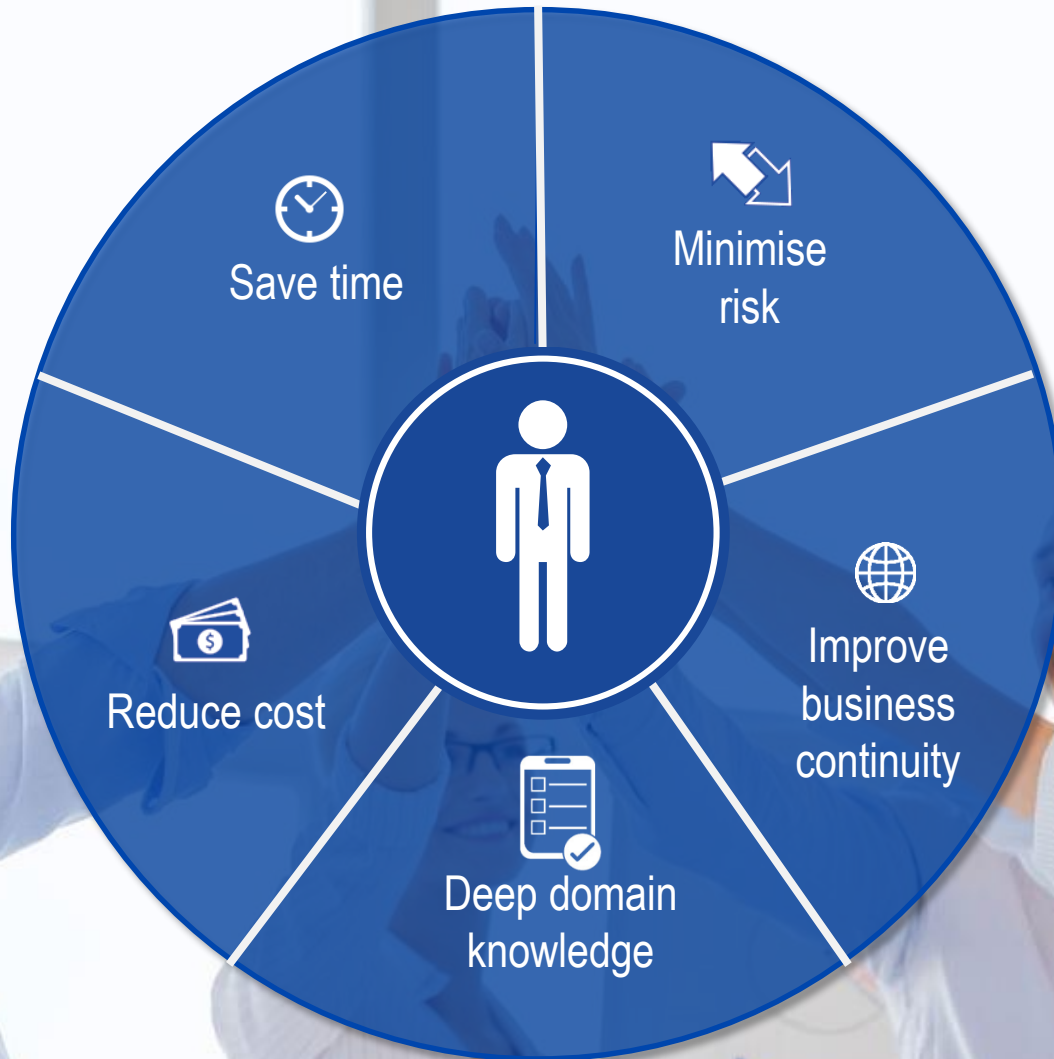 Save time
Minimise
risk
Improve
business
continuity
Deep domain
knowledge
Reduce cost
$